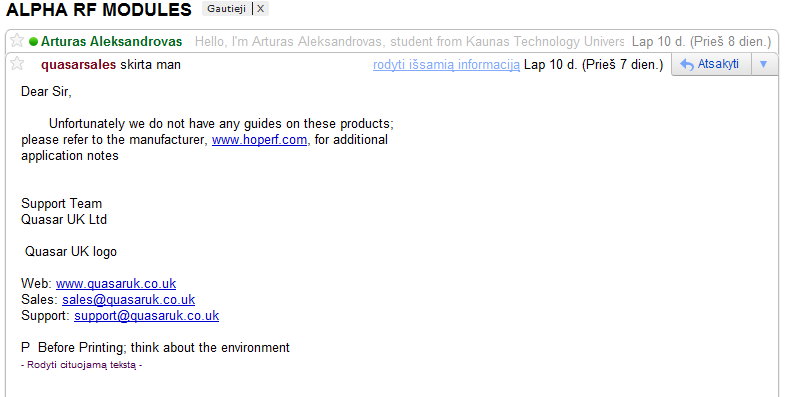 ALPHA RF MODULES Gautieji X
Arturas Aleksandrovas Hello, I'm Arturas Aleksandrovas, student from Kaunas Technology Univers Lap 10 d. (Prieš 8 dien.)
quasarsales skirta man rodyti išsamią informaciją Lap 10 d. (Prieš 7 dien.) Atsakyti
Dear Sir,
Unfortunately we do not have any guides on these products;
please refer to the manufacturer, www.hoperf.com, for additional
application notes
Support Team
Quasar UK Ltd
Quasar UK logo
Web: www.quasaruk.co.uk
Sales: sales@quasaruk.co.uk
Support: support@quasaruk.co.uk
P Before Printing; think about the environment
- Rodyti cituojamą tekstą -